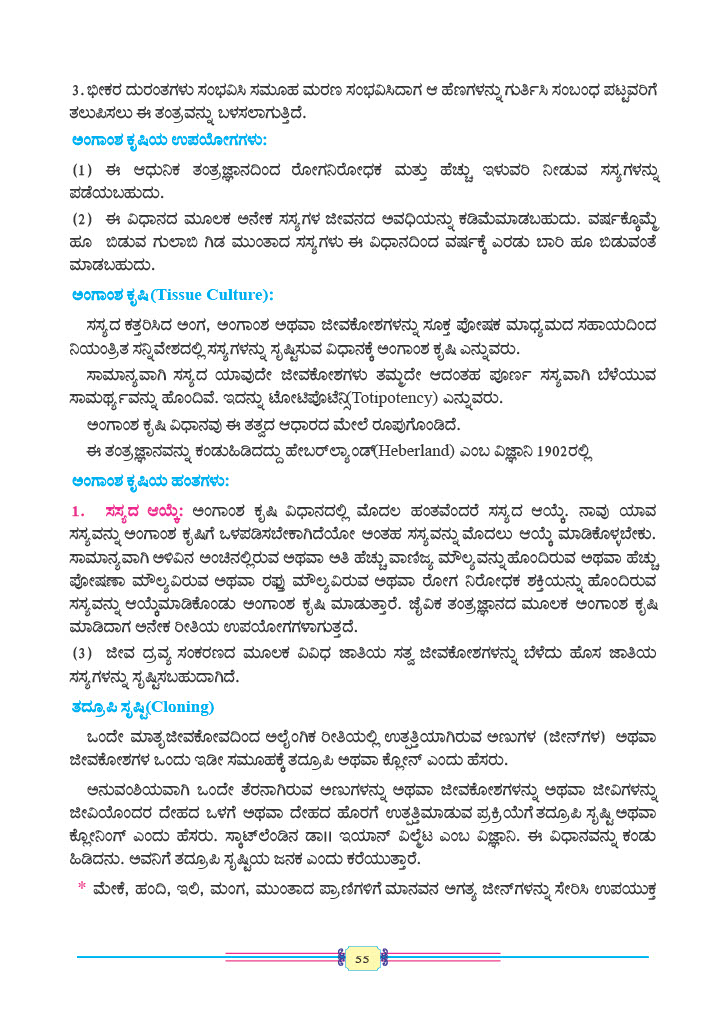 3. ಭೀಕರ ದುರಂತಗಳು ಸಂಭವಿಸಿ ಸಮೂಹ ಮರಣ ಸಂಭವಿಸಿದಾಗ ಆ ಹೆಣಗಳನ್ನು ಗುರ್ತಿಸಿ ಸಂಬಂಧ ಪಟ್ಟವರಿಗೆ
ತಲುಪಿಸಲು ಈ ತಂತ್ರವನ್ನು ಬಳಸಲಾಗುತ್ತಿದೆ.
ಅಂಗಾಂಶ ಕೃಷಿಯ ಉಪಯೋಗಗಳು:
(1) ಈ ಆಧುನಿಕ ತಂತ್ರಜ್ಞಾನದಿಂದ ರೋಗನಿರೋಧಕ ಮತ್ತು ಹೆಚ್ಚು ಇಳುವರಿ ನೀಡುವ ಸಸ್ಯಗಳನ್ನು
ಪಡೆಯಬಹುದು.
(2) ಈ ವಿಧಾನದ ಮೂಲಕ ಅನೇಕ ಸಸ್ಯಗಳ ಜೀವನದ ಅವಧಿಯನ್ನು ಕಡಿಮೆಮಾಡಬಹುದು. ವರ್ಷಕ್ಕೊಮ್ಮೆ
ಹೂ ಬಿಡುವ ಗುಲಾಬಿ ಗಿಡ ಮುಂತಾದ ಸಸ್ಯಗಳು ಈ ವಿಧಾನದಿಂದ ವರ್ಷಕ್ಕೆ ಎರಡು ಬಾರಿ ಹೂ ಬಿಡುವಂತೆ
ಮಾಡಬಹುದು.
ಅಂಗಾಂಶ ಕೃಷಿ (Tissue Culture):
ಸಸ್ಯದ ಕತ್ತರಿಸಿದ ಅಂಗ, ಅಂಗಾಂಶ ಅಥವಾ ಜೀವಕೋಶಗಳನ್ನು ಸೂಕ್ತ ಪೋಷಕ ಮಾಧ್ಯಮದ ಸಹಾಯದಿಂದ
ನಿಯಂತ್ರಿತ ಸನ್ನಿವೇಶದಲ್ಲಿ ಸಸ್ಯಗಳನ್ನು ಸೃಷ್ಟಿಸುವ ವಿಧಾನಕ್ಕೆ ಅಂಗಾಂಶ ಕೃಷಿ ಎನ್ನುವರು.
ಸಾಮಾನ್ಯವಾಗಿ ಸಸ್ಯದ ಯಾವುದೇ ಜೀವಕೋಶಗಳು ತಮ್ಮದೇ ಆದಂತಹ ಪೂರ್ಣ ಸಸ್ಯವಾಗಿ ಬೆಳೆಯುವ
ಸಾಮರ್ಥ್ಯವನ್ನು ಹೊಂದಿವೆ. ಇದನ್ನು ಟೋಟಿಪೊಟೆನ್ಸಿ(Totipotency) ಎನ್ನುವರು.
ಅಂಗಾಂಶ ಕೃಷಿ ವಿಧಾನವು ಈ ತತ್ವದ ಆಧಾರದ ಮೇಲೆ ರೂಪುಗೊಂಡಿದೆ.
ಈ ತಂತ್ರಜ್ಞಾನವನ್ನು ಕಂಡುಹಿಡಿದದ್ದು ಹೇಬರ್‌ಲ್ಯಾಂಡ್(Heberland) ಎಂಬ ವಿಜ್ಞಾನಿ 1902ರಲ್ಲಿ
ಅಂಗಾಂಶ ಕೃಷಿಯ ಹಂತಗಳು:
1. ಸಸ್ಯದ ಆಯ್ಕೆ: ಅಂಗಾಂಶ ಕೃಷಿ ವಿಧಾನದಲ್ಲಿ ಮೊದಲ ಹಂತವೆಂದರೆ ಸಸ್ಯದ ಆಯ್ಕೆ. ನಾವು ಯಾವ
ಸಸ್ಯವನ್ನು ಅಂಗಾಂಶ ಕೃಷಿಗೆ ಒಳಪಡಿಸಬೇಕಾಗಿದೆಯೋ ಅಂತಹ ಸಸ್ಯವನ್ನು ಮೊದಲು ಆಯ್ಕೆ ಮಾಡಿಕೊಳ್ಳಬೇಕು.
ಸಾಮಾನ್ಯವಾಗಿ ಅಳಿವಿನ ಅಂಚಿನಲ್ಲಿರುವ ಅಥವಾ ಅತಿ ಹೆಚ್ಚು ವಾಣಿಜ್ಯ ಮೌಲ್ಯವನ್ನು ಹೊಂದಿರುವ ಅಥವಾ ಹೆಚ್ಚು
ಪೋಷಣಾ ಮೌಲ್ಯವಿರುವ ಅಥವಾ ರಫ್ತು ಮೌಲ್ಯವಿರುವ ಅಥವಾ ರೋಗ ನಿರೋಧಕ ಶಕ್ತಿಯನ್ನು ಹೊಂದಿರುವ
ಸಸ್ಯವನ್ನು ಆಯ್ಕೆಮಾಡಿಕೊಂಡು ಅಂಗಾಂಶ ಕೃಷಿ ಮಾಡುತ್ತಾರೆ. ಜೈವಿಕ ತಂತ್ರಜ್ಞಾನದ ಮೂಲಕ ಅಂಗಾಂಶ ಕೃಷಿ
ಮಾಡಿದಾಗ ಅನೇಕ ರೀತಿಯ ಉಪಯೋಗಗಳಾಗುತ್ತದೆ.
(3) ಜೀವ ದ್ರವ್ಯ ಸಂಕರಣದ ಮೂಲಕ ವಿವಿಧ ಜಾತಿಯ ಸತ್ವ ಜೀವಕೋಶಗಳನ್ನು ಬೆಳೆದು ಹೊಸ ಜಾತಿಯ
ಸಸ್ಯಗಳನ್ನು ಸೃಷ್ಟಿಸಬಹುದಾಗಿದೆ.
ತದ್ರೂಪಿ ಸೃಷ್ಟಿ(Cloning)
ಒಂದೇ ಮಾತೃಜೀವಕೋವದಿಂದ ಅಲೈಂಗಿಕ ರೀತಿಯಲ್ಲಿ ಉತ್ಪತ್ತಿಯಾಗಿರುವ ಅಣುಗಳ (ಜೀನ್‌ಗಳ) ಅಥವಾ
ಜೀವಕೋಶಗಳ ಒಂದು ಇಡೀ ಸಮೂಹಕ್ಕೆ ತದ್ರೂಪಿ ಅಥವಾ ಕ್ಲೋನ್ ಎಂದು ಹೆಸರು.
ಅನುವಂಶಿಯವಾಗಿ ಒಂದೇ ತೆರನಾಗಿರುವ ಅಣುಗಳನ್ನು ಅಥವಾ ಜೀವಕೋಶಗಳನ್ನು ಅಥವಾ ಜೀವಿಗಳನ್ನು
ಜೀವಿಯೊಂದರ ದೇಹದ ಒಳಗೆ ಅಥವಾ ದೇಹದ ಹೊರಗೆ ಉತ್ಪತ್ತಿಮಾಡುವ ಪ್ರಕ್ರಿಯೆಗೆ ತದ್ರೂಪಿ ಸೃಷ್ಟಿ ಅಥವಾ
ಕ್ಲೋನಿಂಗ್ ಎಂದು ಹೆಸರು. ಸ್ಕಾಟ್‌ಲೆಂಡಿನ ಡಾ॥ ಇಯಾನ್ ವಿಲ್ಮೆಟ ಎಂಬ ವಿಜ್ಞಾನಿ. ಈ ವಿಧಾನವನ್ನು ಕಂಡು
ಹಿಡಿದನು. ಅವನಿಗೆ ತದ್ರೂಪಿ ಸೃಷ್ಟಿಯ ಜನಕ ಎಂದು ಕರೆಯುತ್ತಾರೆ.
* ಮೇಕೆ, ಹಂದಿ, ಇಲಿ, ಮಂಗ, ಮುಂತಾದ ಪ್ರಾಣಿಗಳಿಗೆ ಮಾನವನ ಅಗತ್ಯ ಜೀನ್‌ಗಳನ್ನು ಸೇರಿಸಿ ಉಪಯುಕ್ತ
55